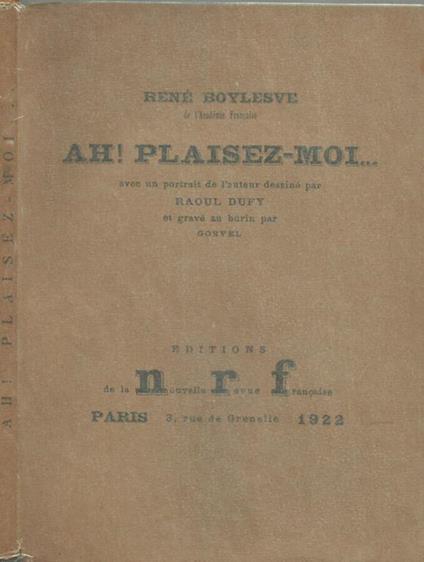 AH! PLAISEZ-MOI...
RENÉ BOYLESVE
de l'Académie Française
AH! PLAISEZ-MOI...
avec un portrait de l'auteur dessiné par
RAOUL DUFY
et gravé au burin par
GORVEL
EDITIONS
de la nouvelle revue française
PARIS 3, rue de Grenelle 1922